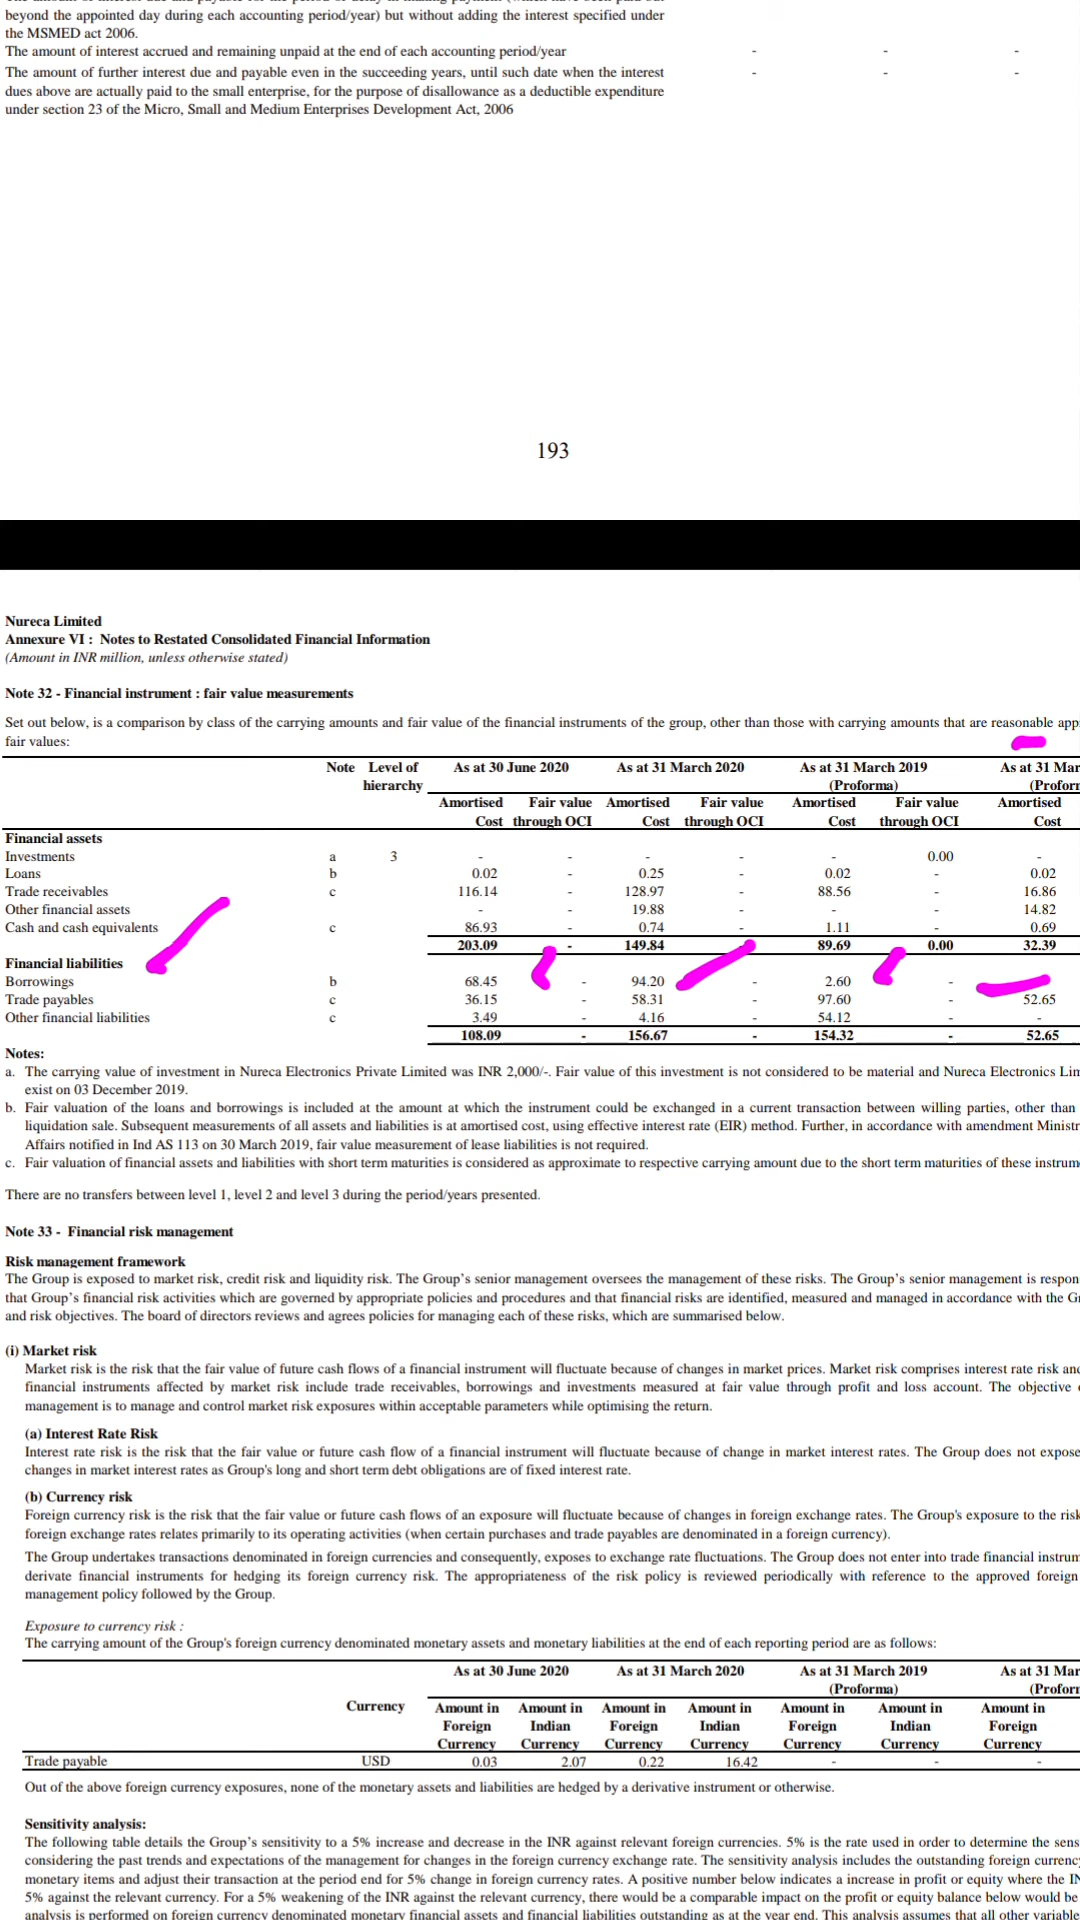 beyond the appointed day during each accounting period/year) but without adding the interest specified under
the MSMED act 2006.
The amount of interest accrued and remaining unpaid at the end of each accounting period/year - - -
The amount of further interest due and payable even in the succeeding years, until such date when the interest - - -
dues above are actually paid to the small enterprise, for the purpose of disallowance as a deductible expenditure
under section 23 of the Micro, Small and Medium Enterprises Development Act, 2006
193
Nureca Limited
Annexure VI : Notes to Restated Consolidated Financial Information
(Amount in INR million, unless otherwise stated)
Note 32 - Financial instrument : fair value measurements
Set out below, is a comparison by class of the carrying amounts and fair value of the financial instruments of the group, other than those with carrying amounts that are reasonable app
fair values:
Note Level of As at 30 June 2020 As at 31 March 2020 As at 31 March 2019 As at 31 Mar
hierarchy (Proforma) (Proform
Amortised Fair value Amortised Fair value Amortised Fair value Amortised
Cost through OCI Cost through OCI Cost through OCI Cost
Financial assets
Investments a 3 - - - - - 0.00 -
Loans b 0.02 - 0.25 - 0.02 - 0.02
Trade receivables c 116.14 - 128.97 - 88.56 - 16.86
Other financial assets - - 19.88 - - - 14.82
Cash and cash equivalents c 86.93 - 0.74 - 1.11 - 0.69
203.09 - 149.84 89.69 0.00 32.39
Financial liabilities
Borrowings b 68.45 - 94.20 - 2.60 -
Trade payables c 36.15 - 58.31 - 97.60 - 52.65
Other financial liabilities c 3.49 - 4.16 - 54.12 - -
108.09 - 156.67 - 154.32 - 52.65
Notes:
a. The carrying value of investment in Nureca Electronics Private Limited was INR 2,000/-. Fair value of this investment is not considered to be material and Nureca Electronics Lim
exist on 03 December 2019.
b. Fair valuation of the loans and borrowings is included at the amount at which the instrument could be exchanged in a current transaction between willing parties, other than
liquidation sale. Subsequent measurements of all assets and liabilities is at amortised cost, using effective interest rate (EIR) method. Further, in accordance with amendment Ministr
Affairs notified in Ind AS 113 on 30 March 2019, fair value measurement of lease liabilities is not required.
c. Fair valuation of financial assets and liabilities with short term maturities is considered as approximate to respective carrying amount due to the short term maturities of these instrum
There are no transfers between level 1, level 2 and level 3 during the period/years presented.
Note 33 - Financial risk management
Risk management framework
The Group is exposed to market risk, credit risk and liquidity risk. The Group's senior management oversees the management of these risks. The Group's senior management is respon
that Group's financial risk activities which are governed by appropriate policies and procedures and that financial risks are identified, measured and managed in accordance with the Gr
and risk objectives. The board of directors reviews and agrees policies for managing each of these risks, which are summarised below.
(i) Market risk
Market risk is the risk that the fair value of future cash flows of a financial instrument will fluctuate because of changes in market prices. Market risk comprises interest rate risk and
financial instruments affected by market risk include trade receivables, borrowings and investments measured at fair value through profit and loss account. The objective
management is to manage and control market risk exposures within acceptable parameters while optimising the return.
(a) Interest Rate Risk
Interest rate risk is the risk that the fair value or future cash flow of a financial instrument will fluctuate because of change in market interest rates. The Group does not expose
changes in market interest rates as Group's long and short term debt obligations are of fixed interest rate.
(b) Currency risk
Foreign currency risk is the risk that the fair value or future cash flows of an exposure will fluctuate because of changes in foreign exchange rates. The Group's exposure to the risk
foreign exchange rates relates primarily to its operating activities (when certain purchases and trade payables are denominated in a foreign currency).
The Group undertakes transactions denominated in foreign currencies and consequently, exposes to exchange rate fluctuations. The Group does not enter into trade financial instrum
derivate financial instruments for hedging its foreign currency risk. The appropriateness of the risk policy is reviewed periodically with reference to the approved foreign
management policy followed by the Group.
Exposure to currency risk :
The carrying amount of the Group's foreign currency denominated monetary assets and monetary liabilities at the end of each reporting period are as follows:
As at 30 June 2020 As at 31 March 2020 As at 31 March 2019 As at 31 Mar
(Proforma) (Proform
Currency Amount in Amount in Amount in Amount in Amount in Amount in Amount in
Foreign Indian Foreign Indian Foreign Indian Foreign
Currency Currency Currency Currency Currency Currency Currency
Trade payable USD 0.03 2.07 0.22 16.42 - - -
Out of the above foreign currency exposures, none of the monetary assets and liabilities are hedged by a derivative instrument or otherwise.
Sensitivity analysis:
The following table details the Group's sensitivity to a 5% increase and decrease in the INR against relevant foreign currencies. 5% is the rate used in order to determine the sens
considering the past trends and expectations of the management for changes in the foreign currency exchange rate. The sensitivity analysis includes the outstanding foreign currency
monetary items and adjust their transaction at the period end for 5% change in foreign currency rates. A positive number below indicates a increase in profit or equity where the IN
5% against the relevant currency. For a 5% weakening of the INR against the relevant currency, there would be a comparable impact on the profit or equity balance below would be
analysis is performed on foreign currency denominated monetary financial assets and financial liabilities outstanding as at the year end. This analysis assumes that all other variable